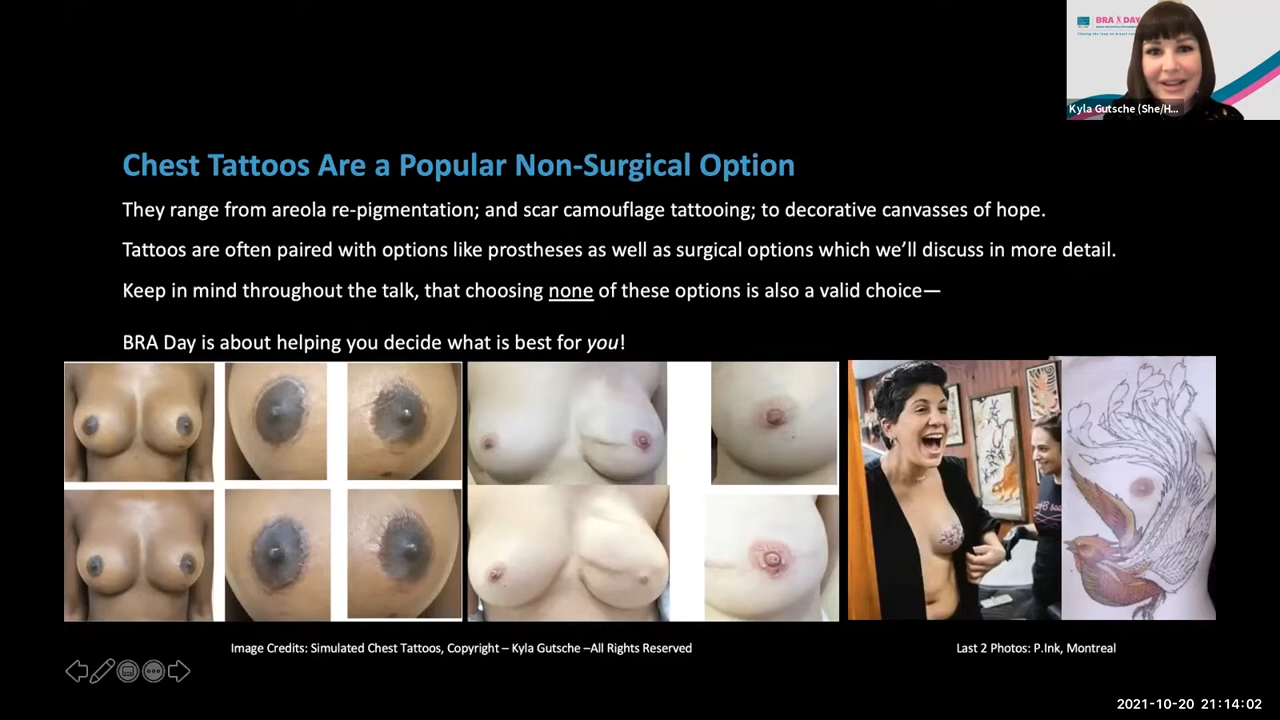 BRA DAY
Kyla Gutsche (She/H...
Chest Tattoos Are a Popular Non-Surgical Option
They range from areola re-pigmentation; and scar camouflage tattooing; to decorative canvasses of hope.
Tattoos are often paired with options like prostheses as well as surgical options which we’ll discuss in more detail.
Keep in mind throughout the talk, that choosing none of these options is also a valid choice—
BRA Day is about helping you decide what is best for you!
Image Credits: Simulated Chest Tattoos, Copyright – Kyla Gutsche –All Rights Reserved
Last 2 Photos: P.Ink, Montreal
2021-10-20 21:14:02